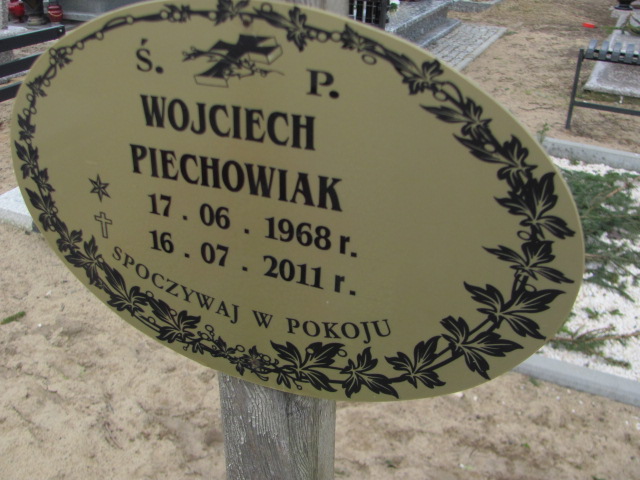 Ś. P.
WOJCIECH
PIECHOWIAK
17 . 06 . 1968 r.
16 . 07 . 2011 r.
SPOCZYWAJ W POKOJU